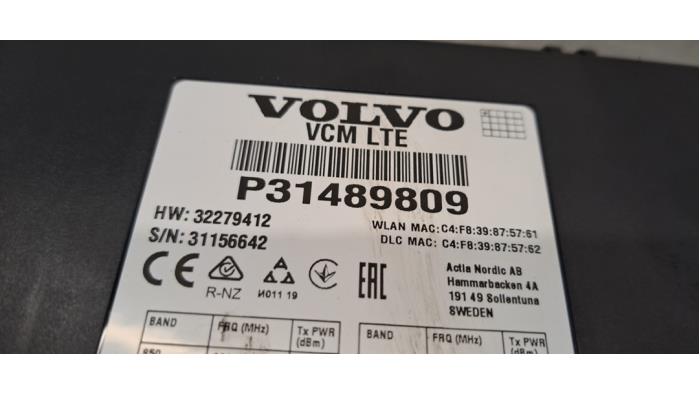 VOLVO
VCM LTE
P31489809
HW: 32279412
S/N: 31156642
WLAN MAC:C4:F8:39:87:57:61
DLC MAC: C4:F8:39:87:57:62
CE
R-NZ
И011 19
EAC
Actia Nordic AB
Hammarbacken 4A
191 49 Sollentuna
SWEDEN
BAND FRQ (MHz) Tx PWR (dBm) BAND FRQ (MHz) Tx PWR (dBm)
850